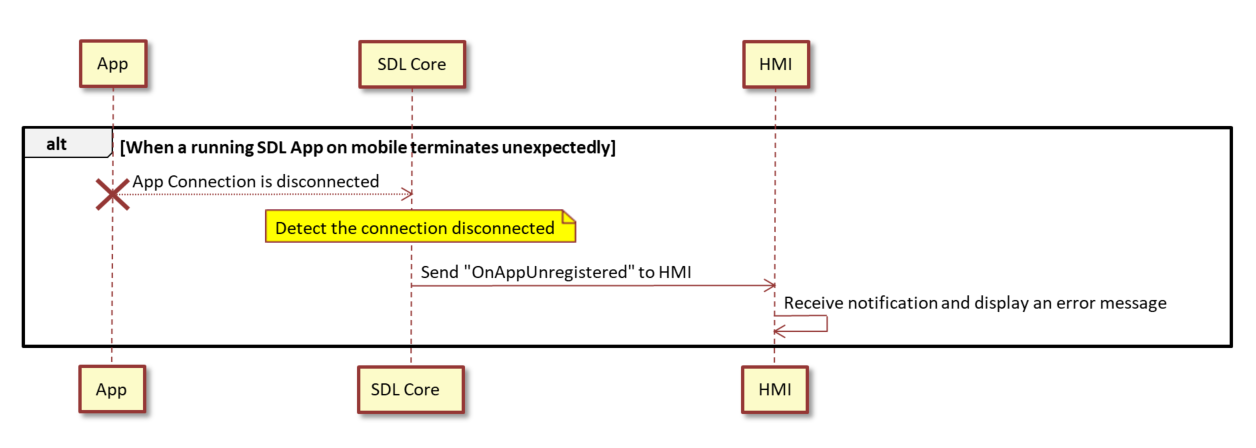 App
SDL Core
HMI
alt
[When a running SDL App on mobile terminates unexpectedly]
App Connection is disconnected
Detect the connection disconnected
Send "OnAppUnregistered" to HMI
Receive notification and display an error message
App
SDL Core
HMI